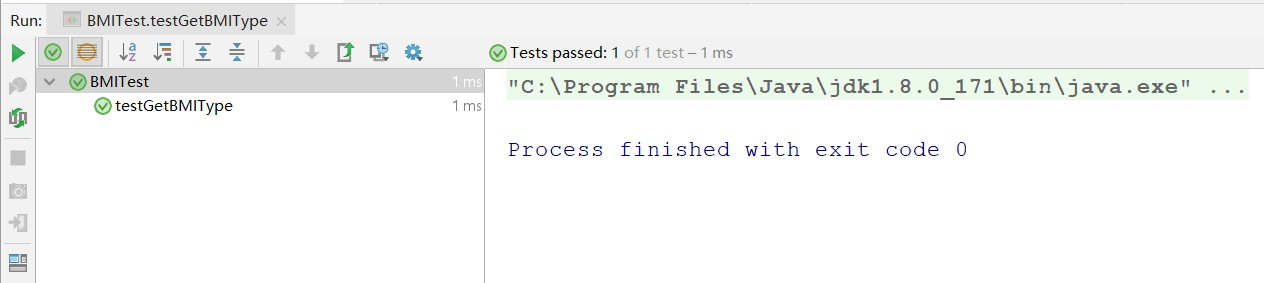 Run: BMITest.testGetBMIType
Tests passed: 1 of 1 test – 1 ms
BMITest 1 ms
testGetBMIType 1 ms
"C:\Program Files\Java\jdk1.8.0_171\bin\java.exe" ...
Process finished with exit code 0